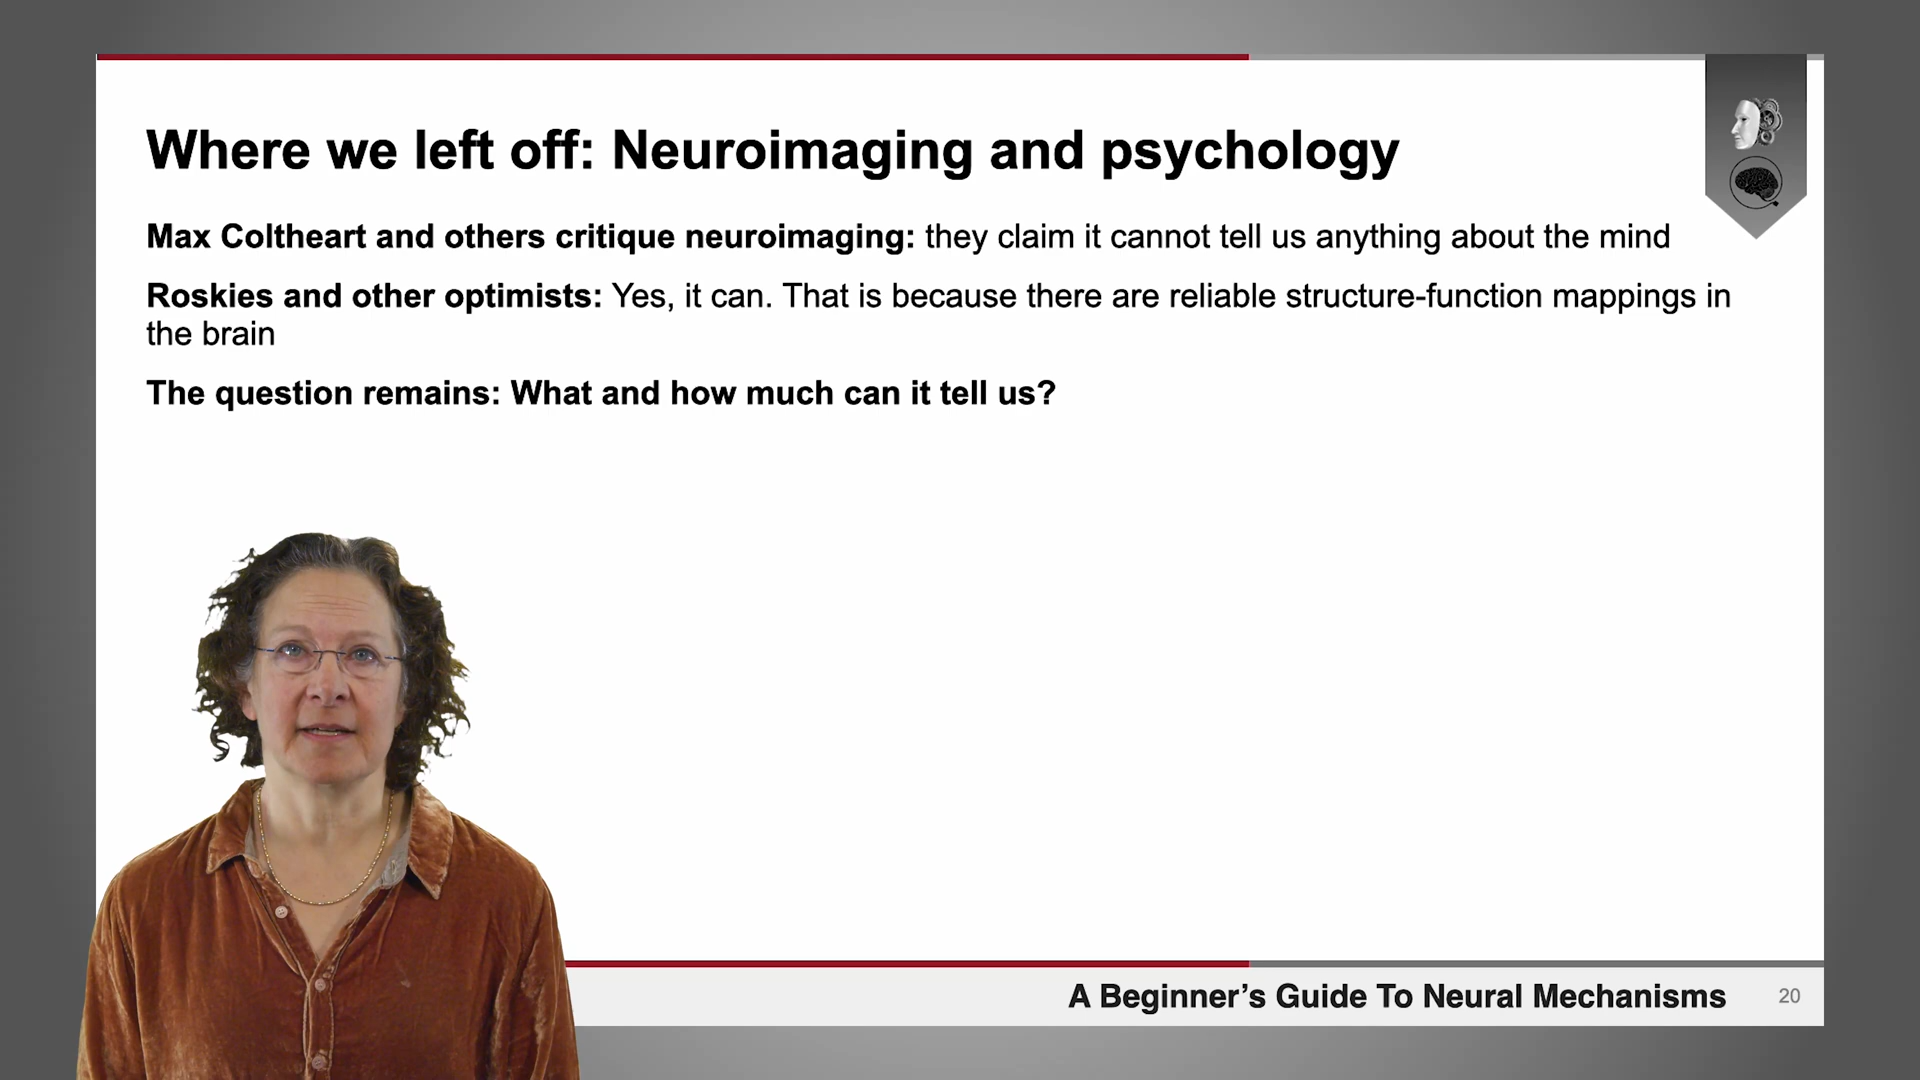 Where we left off: Neuroimaging and psychology
Max Coltheart and others critique neuroimaging: they claim it cannot tell us anything about the mind
Roskies and other optimists: Yes, it can. That is because there are reliable structure-function mappings in
the brain
The question remains: What and how much can it tell us?
A Beginner’s Guide To Neural Mechanisms 20